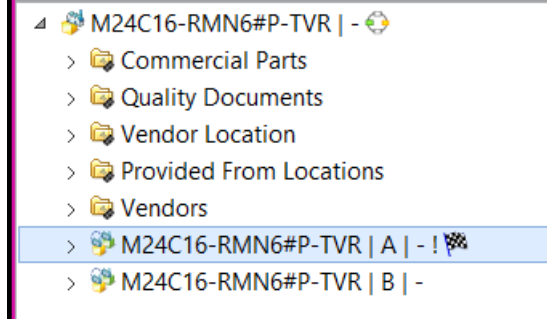 M24C16-RMN6#P-TVR | -
Commercial Parts
Quality Documents
Vendor Location
Provided From Locations
Vendors
M24C16-RMN6#P-TVR | A | - !
M24C16-RMN6#P-TVR | B | -